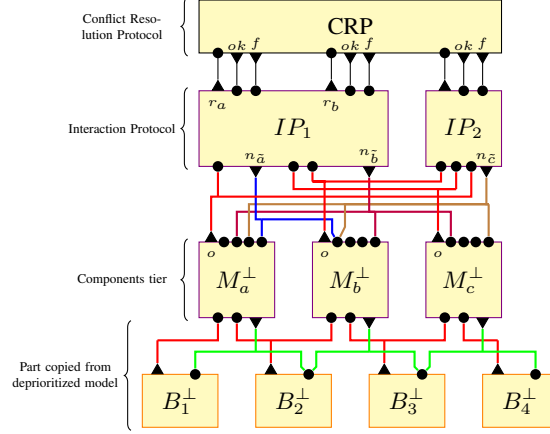 Conflict Reso-
lution Protocol
CRP
ok f ok f ok f
r_a r_b
Interaction Protocol
IP_1 IP_2
n_ã n_b̃ n_c̃
o o o
Components tier
M_a^⊥ M_b^⊥ M_c^⊥
Part copied from
deprioritized model
B_1^⊥ B_2^⊥ B_3^⊥ B_4^⊥